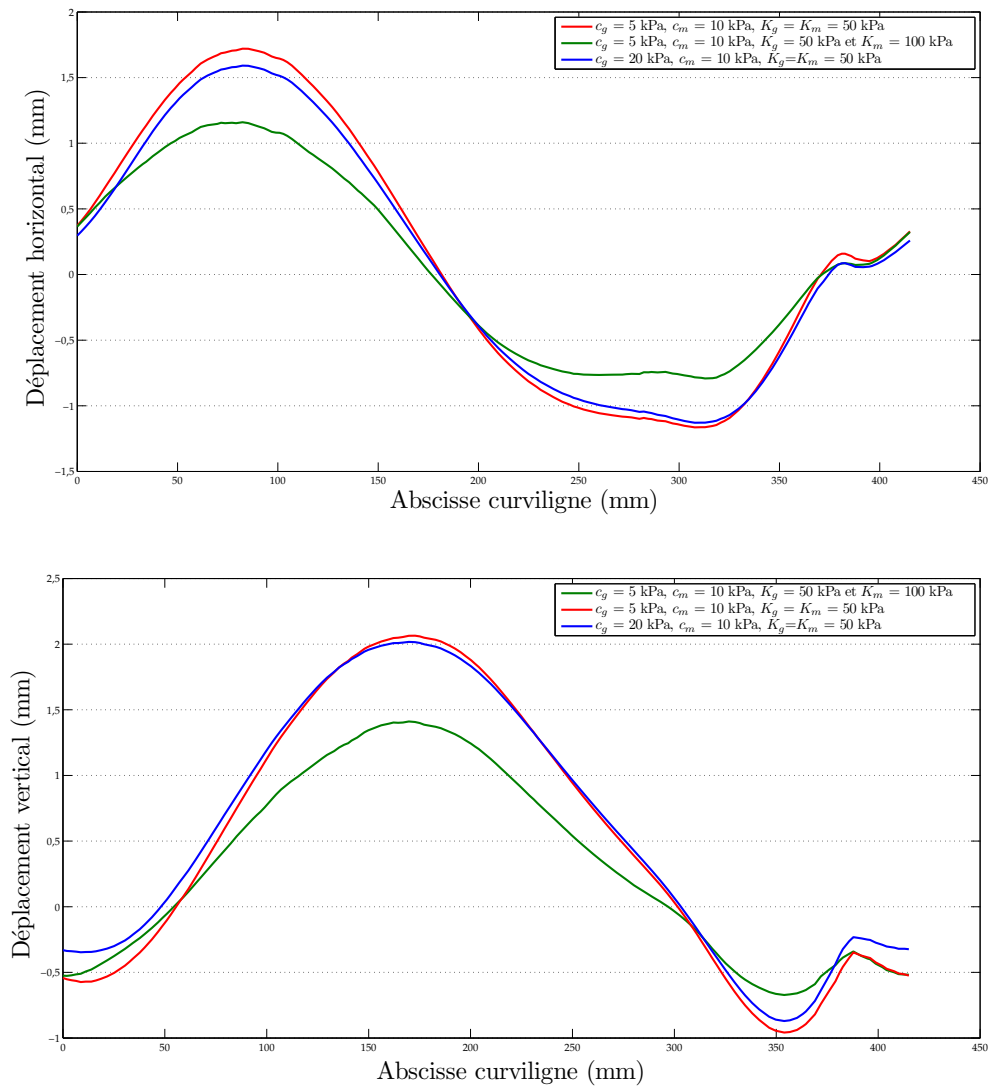 2
1,5
1
0,5
0
−0,5
−1
−1,5
0 50 100 150 200 250 300 350 400 450
Déplacement horizontal (mm)
Abscisse curviligne (mm)
c_g = 5 kPa, c_m = 10 kPa, K_g = K_m = 50 kPa
c_g = 5 kPa, c_m = 10 kPa, K_g = 50 kPa et K_m = 100 kPa
c_g = 20 kPa, c_m = 10 kPa, K_g=K_m = 50 kPa
2,5
2
1,5
1
0,5
0
−0,5
−1
0 50 100 150 200 250 300 350 400 450
Déplacement vertical (mm)
Abscisse curviligne (mm)
c_g = 5 kPa, c_m = 10 kPa, K_g = 50 kPa et K_m = 100 kPa
c_g = 5 kPa, c_m = 10 kPa, K_g = K_m = 50 kPa
c_g = 20 kPa, c_m = 10 kPa, K_g=K_m = 50 kPa